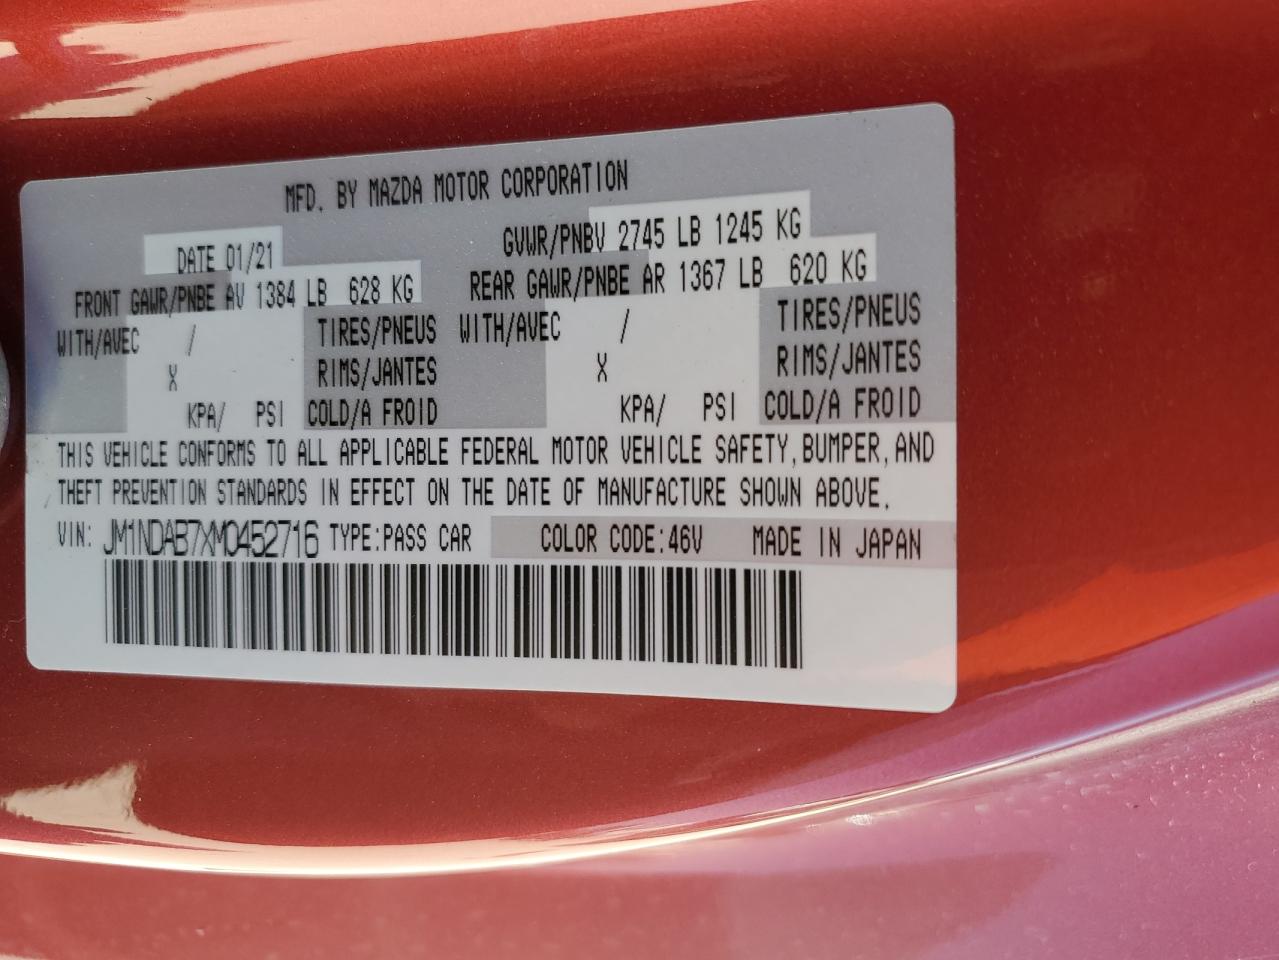 MFD. BY MAZDA MOTOR CORPORATION
DATE 01/21 GVWR/PNBV 2745 LB 1245 KG
FRONT GAWR/PNBE AV 1384 LB 628 KG REAR GAWR/PNBE AR 1367 LB 620 KG
WITH/AVEC / TIRES/PNEUS WITH/AVEC / TIRES/PNEUS
X RIMS/JANTES X RIMS/JANTES
KPA/ PSI COLD/A FROID KPA/ PSI COLD/A FROID
THIS VEHICLE CONFORMS TO ALL APPLICABLE FEDERAL MOTOR VEHICLE SAFETY, BUMPER, AND
THEFT PREVENTION STANDARDS IN EFFECT ON THE DATE OF MANUFACTURE SHOWN ABOVE.
VIN: JM1NDAB7XM0452716 TYPE:PASS CAR COLOR CODE:46V MADE IN JAPAN